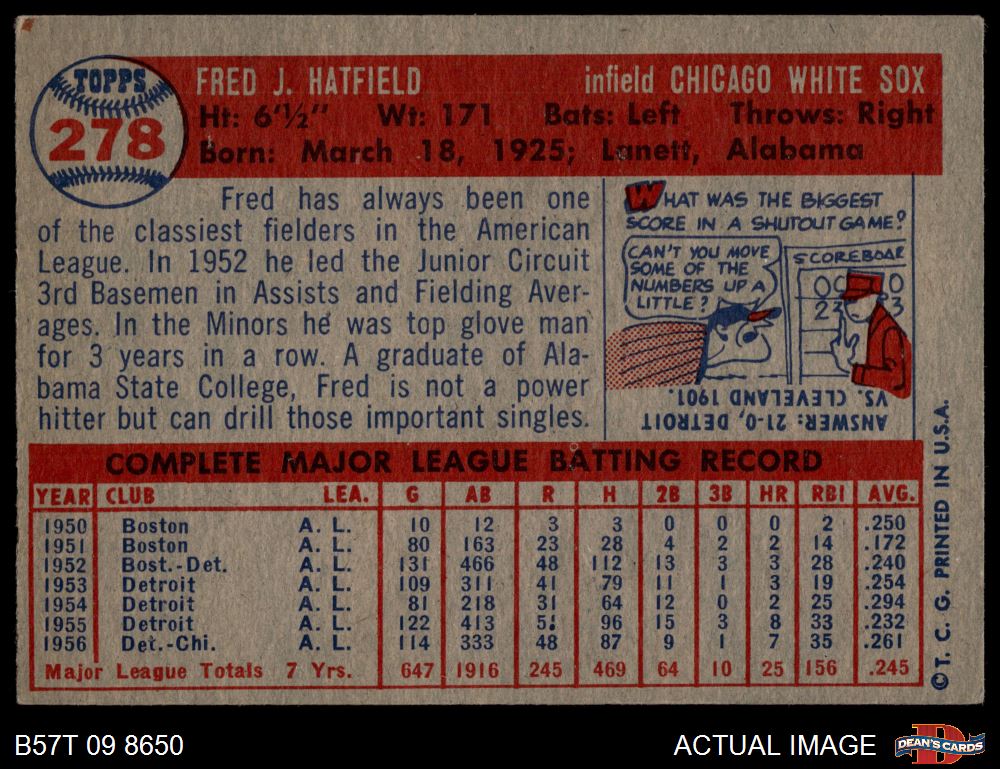 TOPPS
278
FRED J. HATFIELD infield CHICAGO WHITE SOX
Ht: 6'½" Wt: 171 Bats: Left Throws: Right
Born: March 18, 1925; Lanett, Alabama
Fred has always been one
of the classiest fielders in the American
League. In 1952 he led the Junior Circuit
3rd Basemen in Assists and Fielding Aver-
ages. In the Minors he was top glove man
for 3 years in a row. A graduate of Ala-
bama State College, Fred is not a power
hitter but can drill those important singles.
WHAT WAS THE BIGGEST
SCORE IN A SHUTOUT GAME?
CAN'T YOU MOVE
SOME OF THE
NUMBERS UP A
LITTLE?
SCOREBOAR
00 0
23 3
ANSWER: 21-0, DETROIT
VS. CLEVELAND 1901.
COMPLETE MAJOR LEAGUE BATTING RECORD
YEAR CLUB LEA. G AB R H 2B 3B HR RBI AVG.
1950 Boston A. L. 10 12 3 3 0 0 0 2 .250
1951 Boston A. L. 80 163 23 28 4 2 2 14 .172
1952 Bost.-Det. A. L. 131 466 48 112 13 3 3 28 .240
1953 Detroit A. L. 109 311 41 79 11 1 3 19 .254
1954 Detroit A. L. 81 218 31 64 12 0 2 25 .294
1955 Detroit A. L. 122 413 51 96 15 3 8 33 .232
1956 Det.-Chi. A. L. 114 333 48 87 9 1 7 35 .261
Major League Totals 7 Yrs. 647 1916 245 469 64 10 25 156 .245
© T. C. G. PRINTED IN U.S.A.
B57T 09 8650 ACTUAL IMAGE
D
DEAN'S CARDS